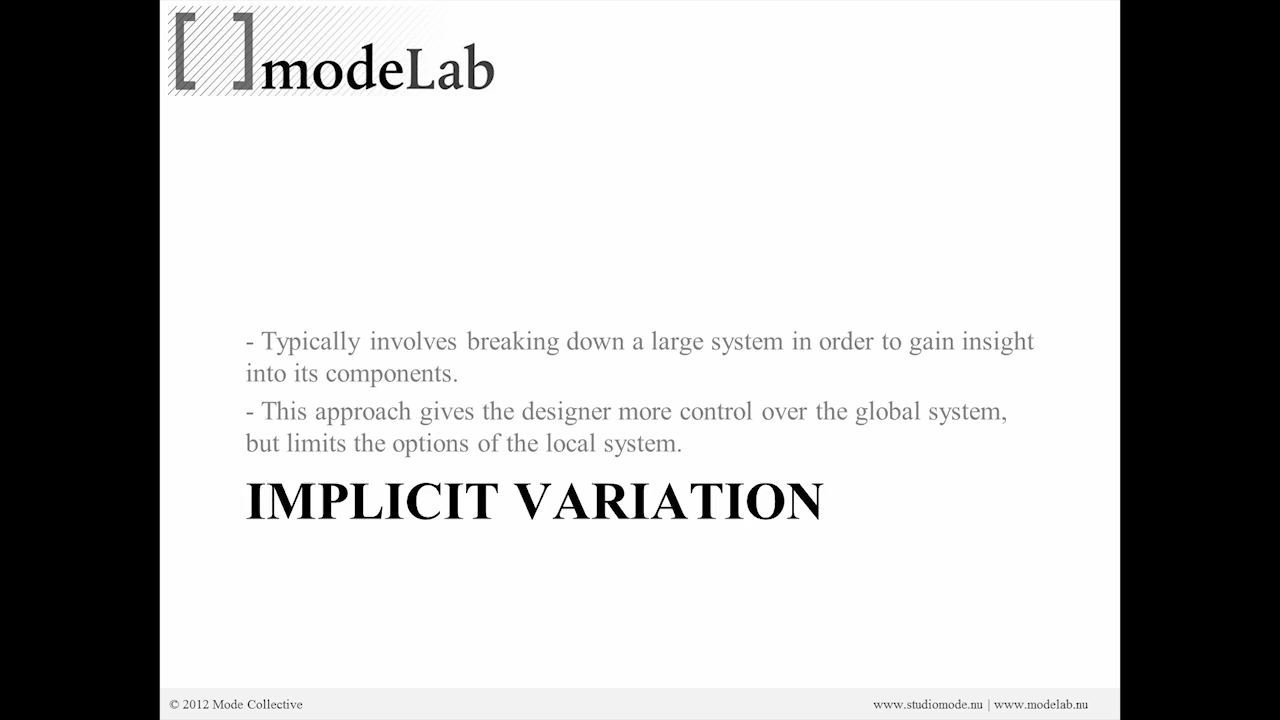 [ ]modeLab
- Typically involves breaking down a large system in order to gain insight
into its components.
- This approach gives the designer more control over the global system,
but limits the options of the local system.
IMPLICIT VARIATION
© 2012 Mode Collective
www.studiomode.nu | www.modelab.nu